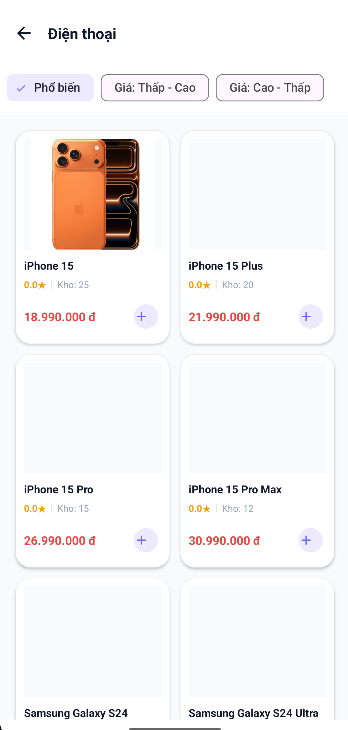 Điện thoại
Phổ biến
Giá: Thấp - Cao
Giá: Cao - Thấp
iPhone 15
0.0★ | Kho: 25
18.990.000 đ
+
iPhone 15 Plus
0.0★ | Kho: 20
21.990.000 đ
+
iPhone 15 Pro
0.0★ | Kho: 15
26.990.000 đ
+
iPhone 15 Pro Max
0.0★ | Kho: 12
30.990.000 đ
+
Samsung Galaxy S24
Samsung Galaxy S24 Ultra